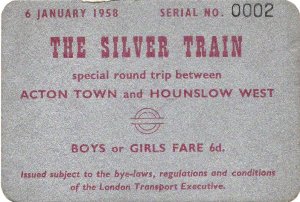 6 JANUARY 1958 SERIAL NO. 0002
THE SILVER TRAIN
special round trip between
ACTON TOWN and HOUNSLOW WEST
BOYS or GIRLS FARE 6d.
Issued subject to the bye-laws, regulations and conditions
of the London Transport Executive.